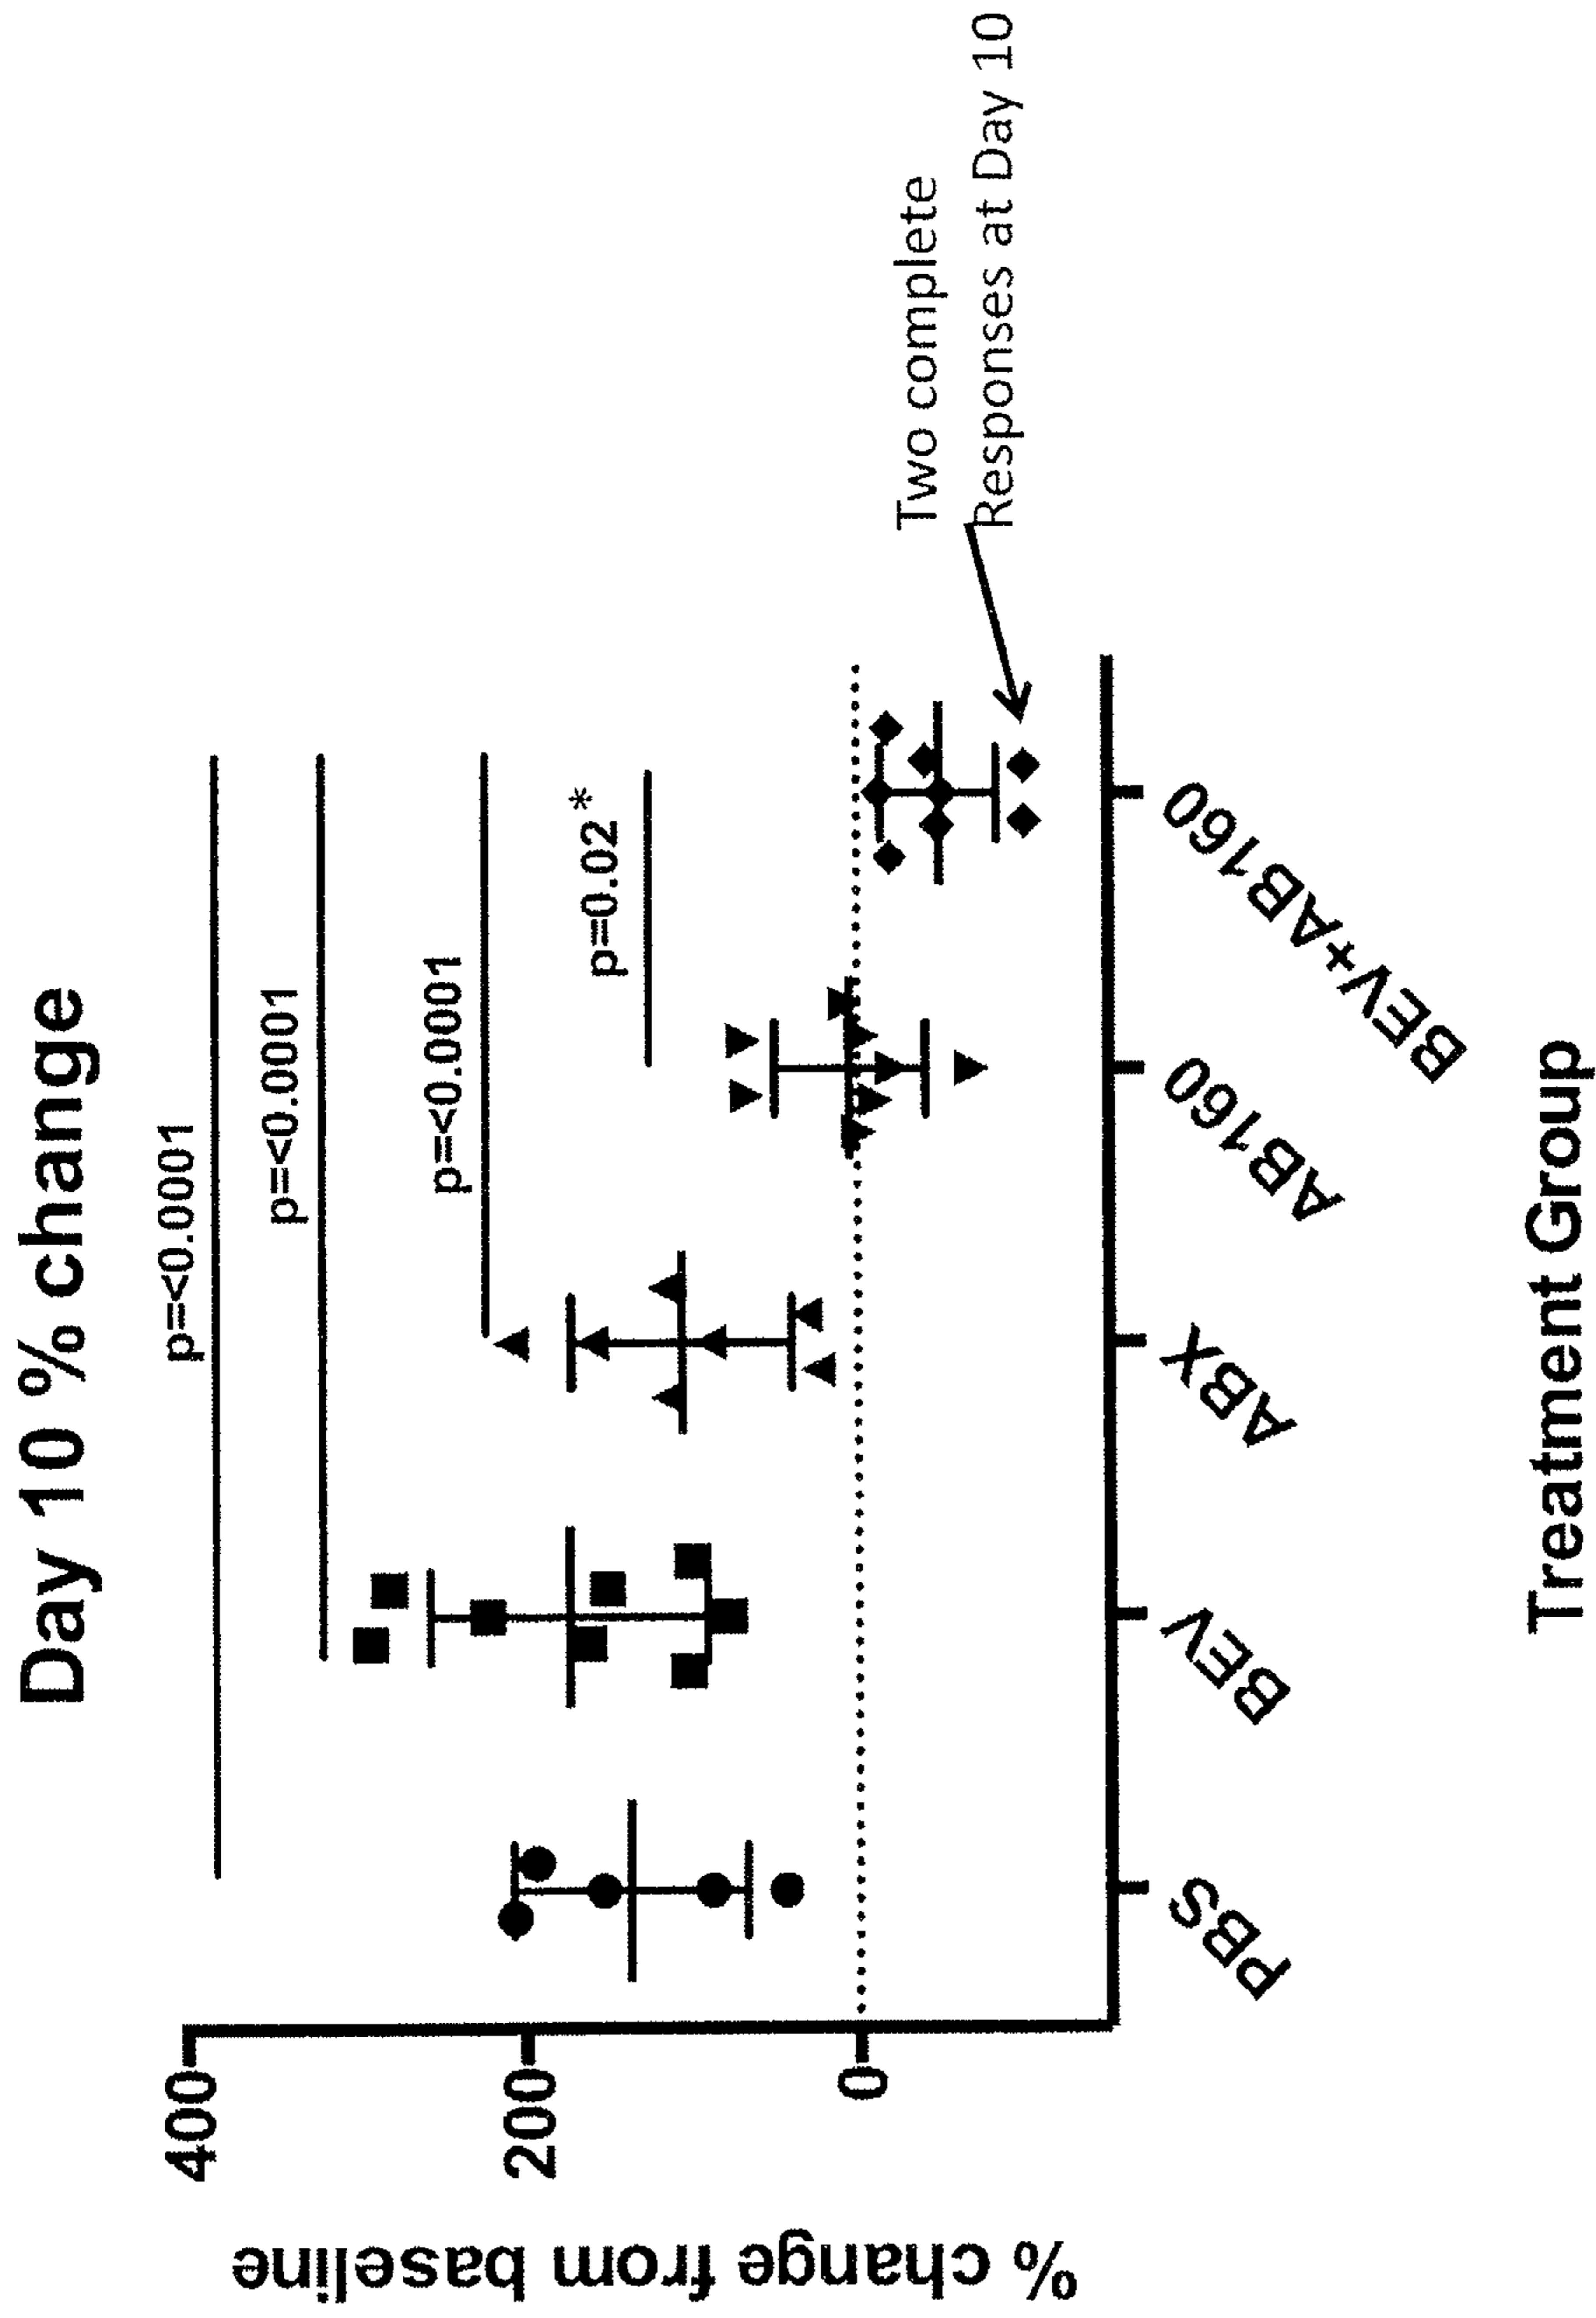 Day 10 % change
p=<0.0001
p=<0.0001
p=<0.0001
p=0.02*
400
200
0
% change from baseline
Two complete
Responses at Day 10
PBS
BEV
ABX
AB160
BEV+AB160
Treatment Group